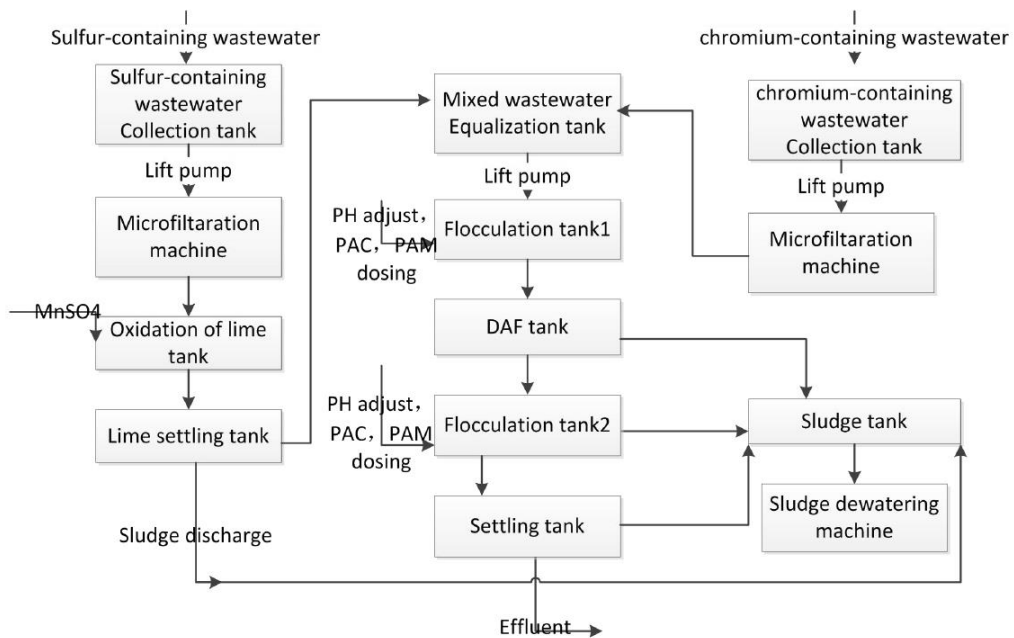 Sulfur-containing wastewater
Sulfur-containing
wastewater
Collection tank
Lift pump
Microfiltaration
machine
MnSO4
Oxidation of lime
tank
Lime settling tank
Sludge discharge
Mixed wastewater
Equalization tank
Lift pump
PH adjust,
PAC, PAM
dosing
Flocculation tank1
DAF tank
PH adjust,
PAC, PAM
dosing
Flocculation tank2
Settling tank
Effluent
chromium-containing wastewater
chromium-containing
wastewater
Collection tank
Lift pump
Microfiltaration
machine
Sludge tank
Sludge dewatering
machine